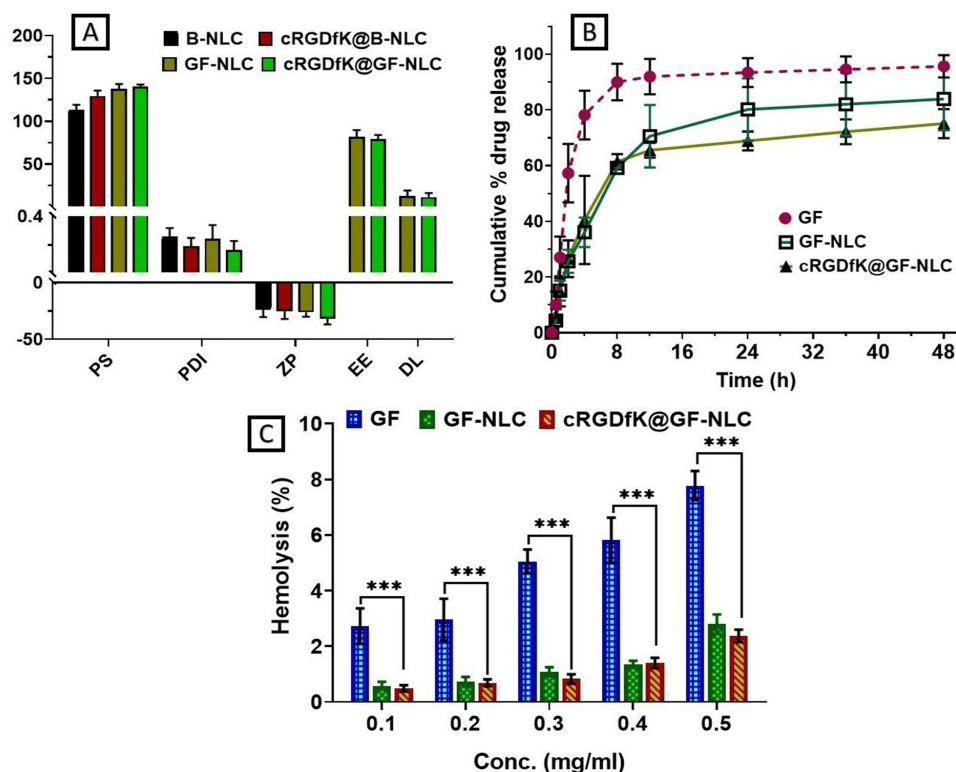 A
B-NLC cRGDfK@B-NLC
GF-NLC cRGDfK@GF-NLC
150
100
50
0.4
0
-50
PS PDI ZP EE DL
B
Cumulative % drug release
100
80
60
40
20
0
GF
GF-NLC
cRGDfK@GF-NLC
0 8 16 24 32 40 48
Time (h)
C
GF GF-NLC cRGDfK@GF-NLC
Hemolysis (%)
10
8
6
4
2
0
*** *** *** *** ***
0.1 0.2 0.3 0.4 0.5
Conc. (mg/ml)